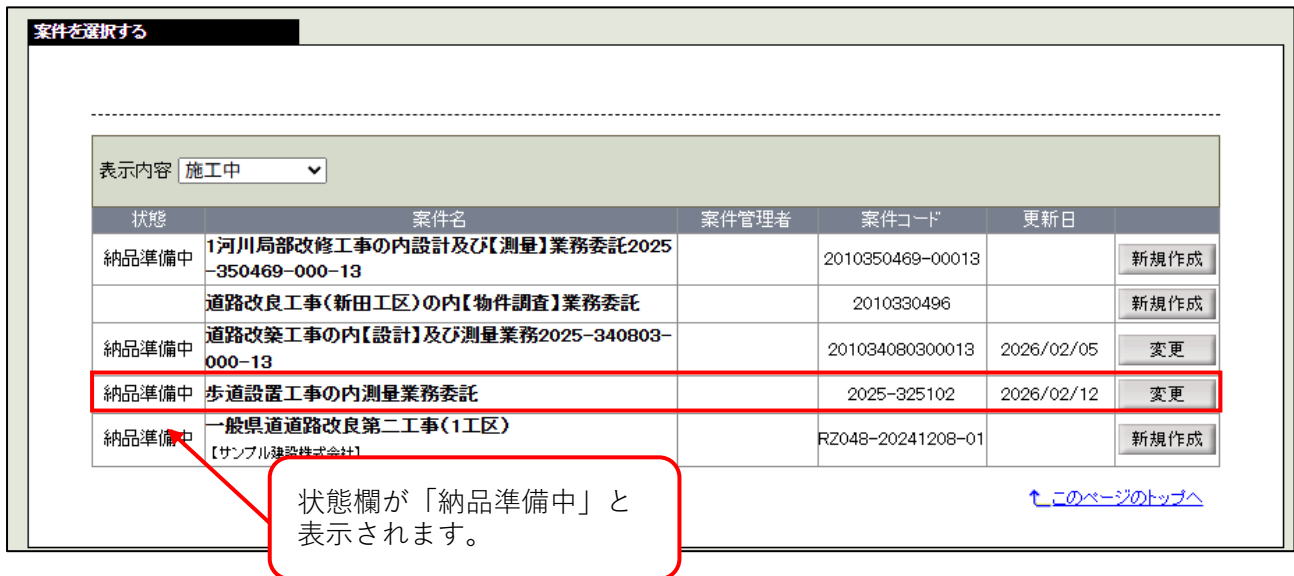 案件を選択する
表示内容 施工中
状態 案件名 案件管理者 案件コード 更新日
納品準備中 1河川局部改修工事の内設計及び【測量】業務委託2025
-350469-000-13 2010350469-00013 新規作成
道路改良工事(新田工区)の内【物件調査】業務委託 2010330496 新規作成
納品準備中 道路改築工事の内【設計】及び測量業務2025-340803-
000-13 201034080300013 2026/02/05 変更
納品準備中 歩道設置工事の内測量業務委託 2025-325102 2026/02/12 変更
納品準備中 一般県道道路改良第二工事(1工区)
【サンプル建設株式会社】 RZ048-20241208-01 新規作成
このページのトップへ
状態欄が「納品準備中」と
表示されます。